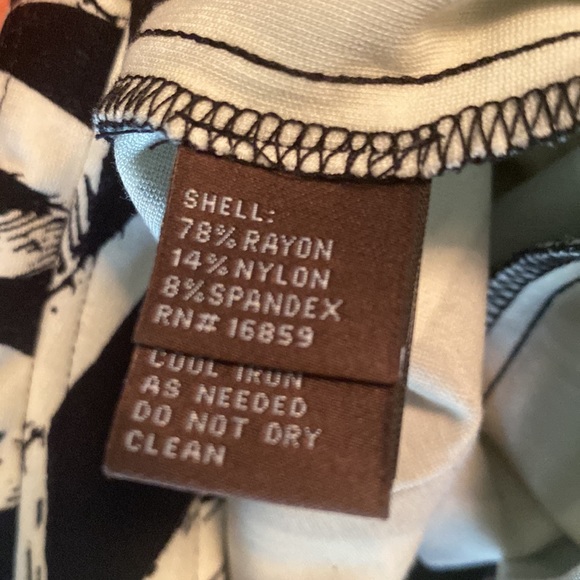 SHELL:
78% RAYON
14% NYLON
8% SPANDEX
RN# 16859
COOL IRON
AS NEEDED
DO NOT DRY
CLEAN